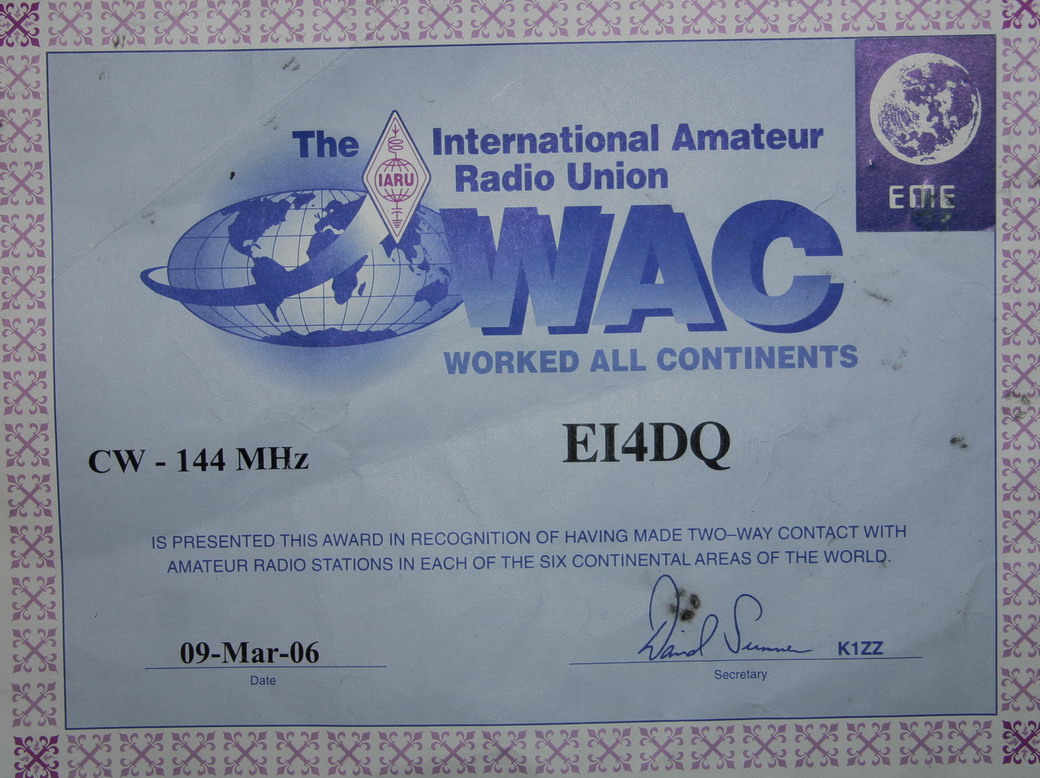 The International Amateur
Radio Union
IARU
EME
WAC
WORKED ALL CONTINENTS
CW - 144 MHz
EI4DQ
IS PRESENTED THIS AWARD IN RECOGNITION OF HAVING MADE TWO–WAY CONTACT WITH
AMATEUR RADIO STATIONS IN EACH OF THE SIX CONTINENTAL AREAS OF THE WORLD.
09-Mar-06
Date
David Sumner K1ZZ
Secretary